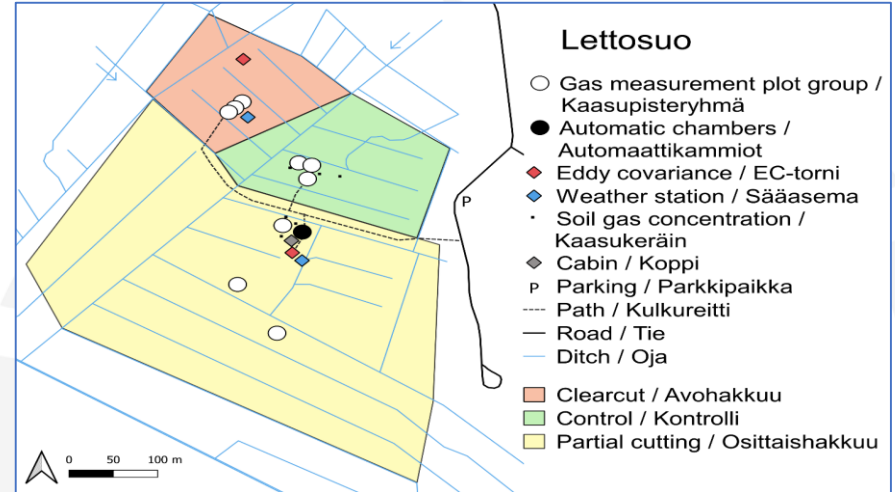 Lettosuo
Gas measurement plot group /
Kaasupisteryhmä
Automatic chambers /
Automaattikammiot
Eddy covariance / EC-torni
Weather station / Sääasema
Soil gas concentration /
Kaasukeräin
Cabin / Koppi
P Parking / Parkkipaikka
Path / Kulkureitti
Road / Tie
Ditch / Oja
Clearcut / Avohakkuu
Control / Kontrolli
Partial cutting / Osittaishakkuu
P
0 50 100 m